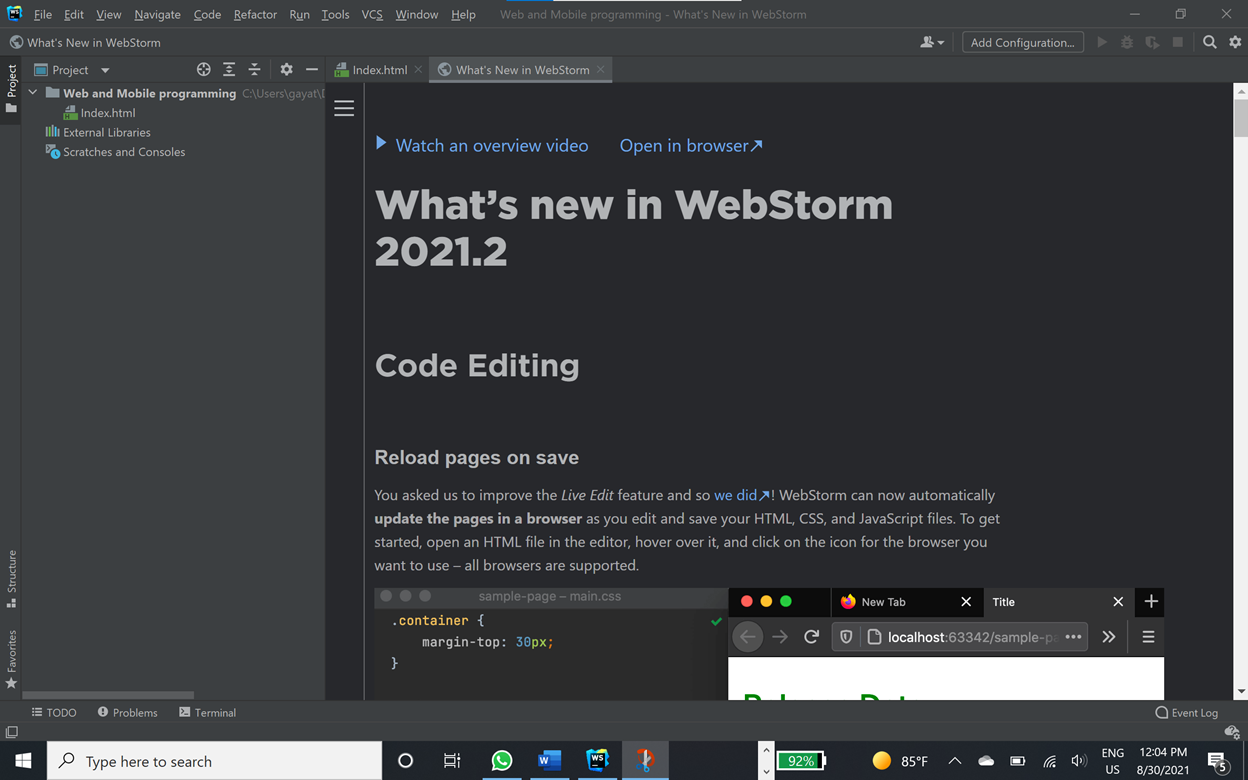 File Edit View Navigate Code Refactor Run Tools VCS Window Help Web and Mobile programming - What's New in WebStorm
What's New in WebStorm
Add Configuration...
Project
Project
Index.html
What's New in WebStorm
Web and Mobile programming C:\Users\gayat\
Index.html
External Libraries
Scratches and Consoles
Watch an overview video Open in browser
What's new in WebStorm
2021.2
Code Editing
Reload pages on save
You asked us to improve the Live Edit feature and so we did! WebStorm can now automatically
update the pages in a browser as you edit and save your HTML, CSS, and JavaScript files. To get
started, open an HTML file in the editor, hover over it, and click on the icon for the browser you
want to use – all browsers are supported.
sample-page – main.css
.container {
margin-top: 30px;
}
New Tab
Title
localhost:63342/sample-pa
Structure
Favorites
TODO Problems Terminal
Event Log
WS
Type here to search
W
WS
92%
85°F
ENG
US
12:04 PM
8/30/2021
5